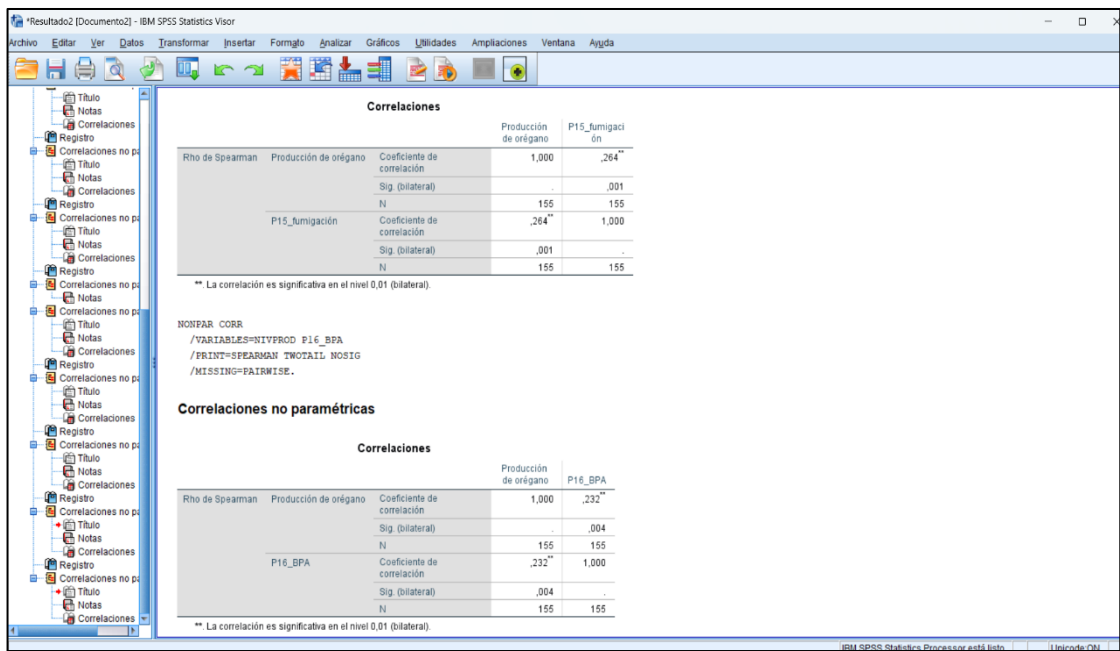 *Resultado2 [Documento2] - IBM SPSS Statistics Visor
Archivo Editar Ver Datos Transformar Insertar Formato Analizar Gráficos Utilidades Ampliaciones Ventana Ayuda
Título
Notas
Correlaciones
Registro
Correlaciones no pa
Título
Notas
Correlaciones
Registro
Correlaciones no pa
Título
Notas
Correlaciones
Registro
Correlaciones no pa
Notas
Correlaciones no pa
Título
Notas
Correlaciones
Registro
Correlaciones no pa
Título
Notas
Correlaciones
Registro
Correlaciones no pa
Título
Notas
Correlaciones
Registro
Correlaciones no pa
Título
Notas
Correlaciones
Registro
Correlaciones no pa
Título
Notas
Correlaciones
Correlaciones
Producción de orégano P15_fumigaci
ón
Rho de Spearman Producción de orégano Coeficiente de correlación 1,000 ,264**
Sig. (bilateral) . ,001
N 155 155
P15_fumigación Coeficiente de correlación ,264** 1,000
Sig. (bilateral) ,001 .
N 155 155
**. La correlación es significativa en el nivel 0,01 (bilateral).
NONPAR CORR
/VARIABLES=NIVPROD P16_BPA
/PRINT=SPEARMAN TWOTAIL NOSIG
/MISSING=PAIRWISE.
Correlaciones no paramétricas
Correlaciones
Producción de orégano P16_BPA
Rho de Spearman Producción de orégano Coeficiente de correlación 1,000 ,232**
Sig. (bilateral) . ,004
N 155 155
P16_BPA Coeficiente de correlación ,232** 1,000
Sig. (bilateral) ,004 .
N 155 155
**. La correlación es significativa en el nivel 0,01 (bilateral).
IBM SPSS Statistics Processor está listo Unicode:ON